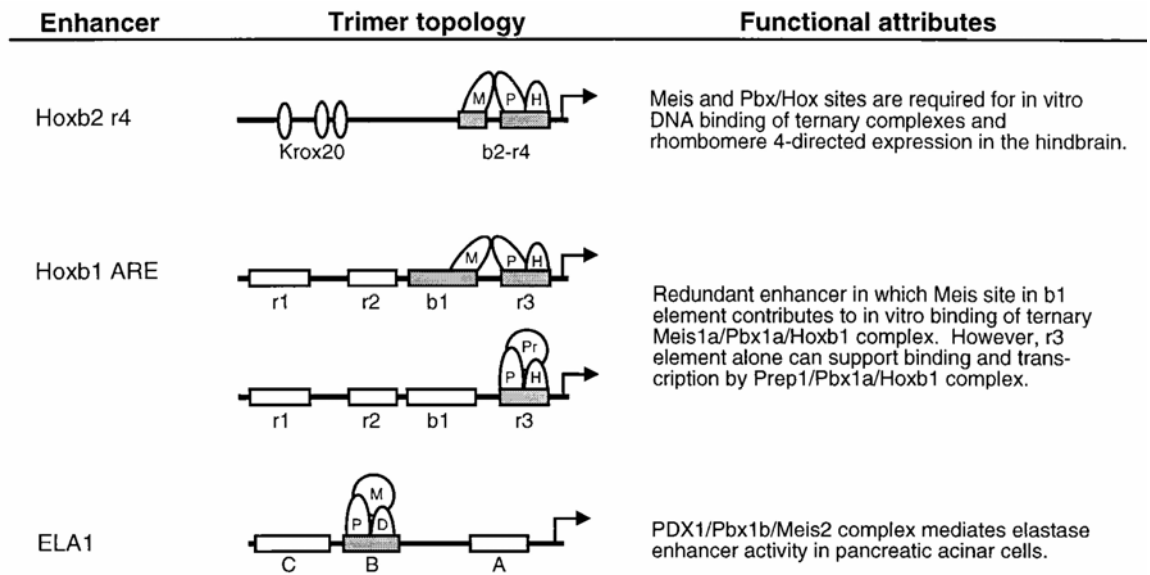 Enhancer Trimer topology Functional attributes
Hoxb2 r4
M P H
Krox20 b2-r4
Meis and Pbx/Hox sites are required for in vitro
DNA binding of ternary complexes and
rhombomere 4-directed expression in the hindbrain.
Hoxb1 ARE
M P H
r1 r2 b1 r3
Pr
P H
r1 r2 b1 r3
Redundant enhancer in which Meis site in b1
element contributes to in vitro binding of ternary
Meis1a/Pbx1a/Hoxb1 complex. However, r3
element alone can support binding and trans-
cription by Prep1/Pbx1a/Hoxb1 complex.
ELA1
M
P D
C B A
PDX1/Pbx1b/Meis2 complex mediates elastase
enhancer activity in pancreatic acinar cells.